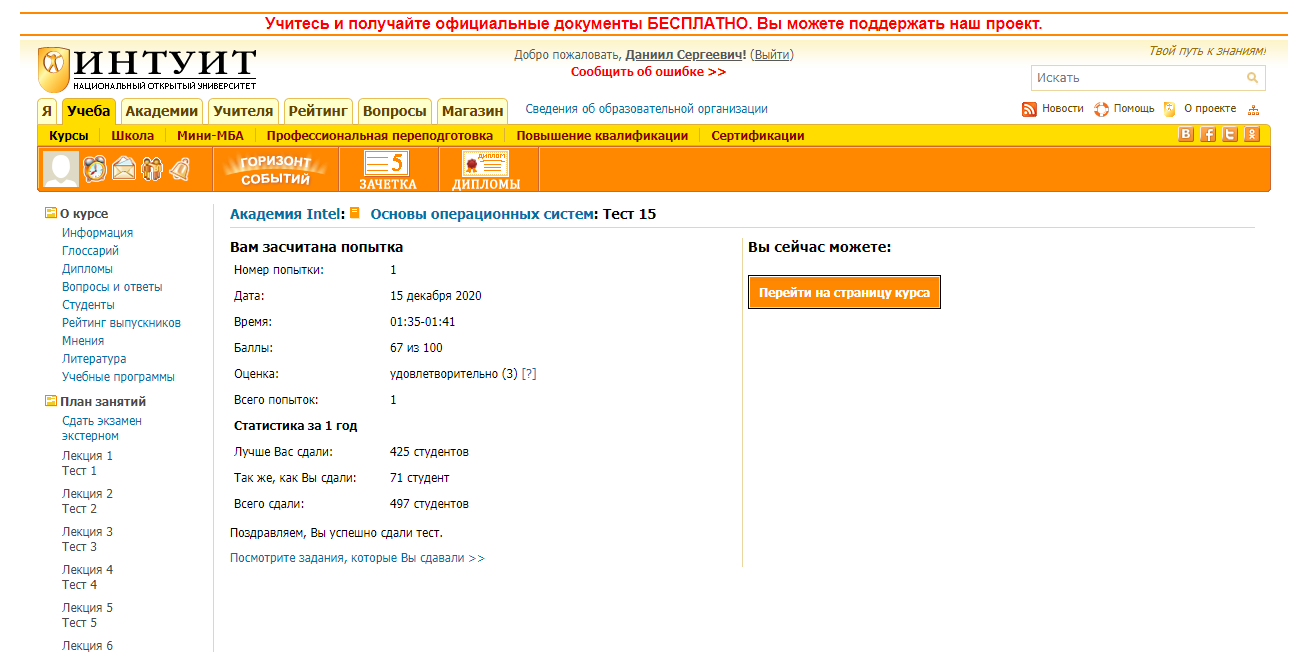 Учитесь и получайте официальные документы БЕСПЛАТНО. Вы можете поддержать наш проект.
ИНТУИТ
НАЦИОНАЛЬНЫЙ ОТКРЫТЫЙ УНИВЕРСИТЕТ
Добро пожаловать, Даниил Сергеевич! (Выйти)
Сообщить об ошибке >>
Твой путь к знаниям!
Искать
Я Учеба Академии Учителя Рейтинг Вопросы Магазин Сведения об образовательной организации Новости Помощь О проекте
Курсы Школа Мини-МБА Профессиональная переподготовка Повышение квалификации Сертификации
ГОРИЗОНТ
СОБЫТИЙ
5
ЗАЧЕТКА
ДИПЛОМ
ДИПЛОМЫ
О курсе
Информация
Глоссарий
Дипломы
Вопросы и ответы
Студенты
Рейтинг выпускников
Мнения
Литература
Учебные программы
План занятий
Сдать экзамен
экстерном
Лекция 1
Тест 1
Лекция 2
Тест 2
Лекция 3
Тест 3
Лекция 4
Тест 4
Лекция 5
Тест 5
Лекция 6
Академия Intel: Основы операционных систем: Тест 15
Вам засчитана попытка
Номер попытки: 1
Дата: 15 декабря 2020
Время: 01:35-01:41
Баллы: 67 из 100
Оценка: удовлетворительно (3) [?]
Всего попыток: 1
Статистика за 1 год
Лучше Вас сдали: 425 студентов
Так же, как Вы сдали: 71 студент
Всего сдали: 497 студентов
Поздравляем, Вы успешно сдали тест.
Посмотрите задания, которые Вы сдавали >>
Вы сейчас можете:
Перейти на страницу курса